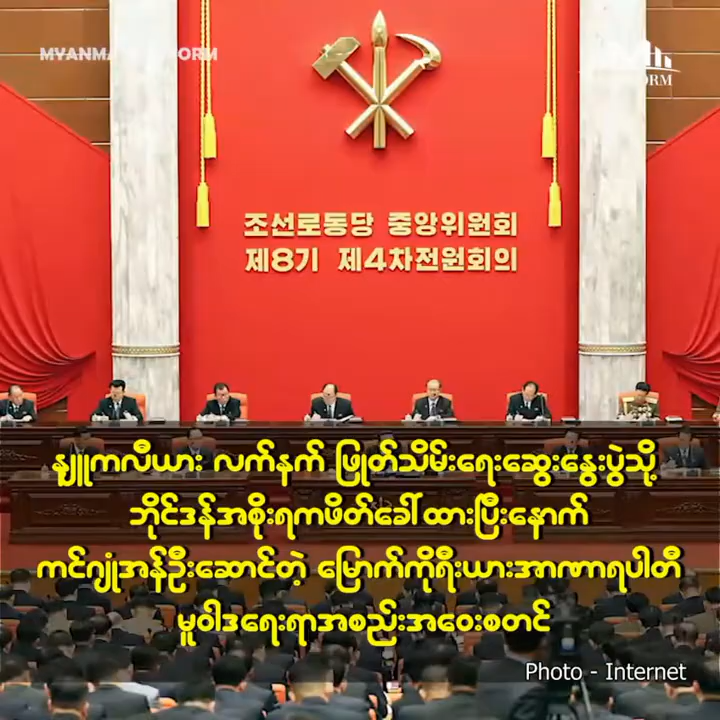 조선로동당 중앙위원회
제8기 제4차전원회의
နျူကလီးယား လက်နက် ဖြုတ်သိမ်းရေးဆွေးနွေးပွဲသို့
ဘိုင်ဒန်အစိုးရကဖိတ်ခေါ်ထားပြီးနောက်
ကင်ဂျုံအန်ဦးဆောင်တဲ့ မြောက်ကိုရီးယားအာဏာရပါတီ
မူဝါဒရေးရာအစည်းအဝေးစတင်
Photo - Internet